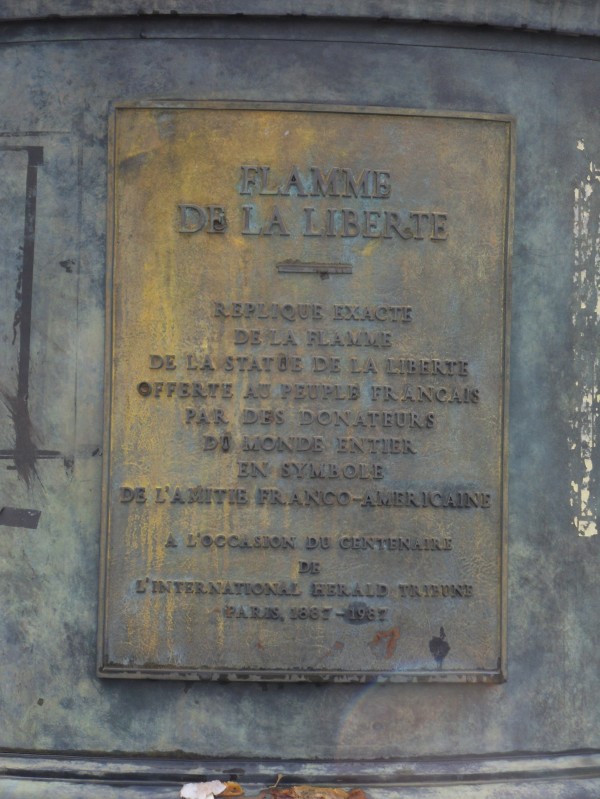 FLAMME
DE LA LIBERTE
REPLIQUE EXACTE
DE LA FLAMME
DE LA STATUE DE LA LIBERTE
OFFERTE AU PEUPLE FRANCAIS
PAR DES DONATEURS
DU MONDE ENTIER
EN SYMBOLE
DE L'AMITIE FRANCO-AMERICAINE
A L'OCCASION DU CENTENAIRE
DE
L'INTERNATIONAL HERALD TRIBUNE
PARIS, 1887-1987